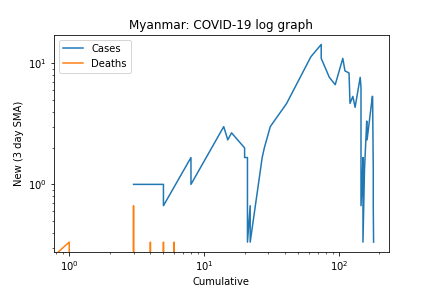 Myanmar: COVID-19 log graph
Cases
Deaths
New (3 day SMA)
10¹
10⁰
10⁰ 10¹ 10²
Cumulative